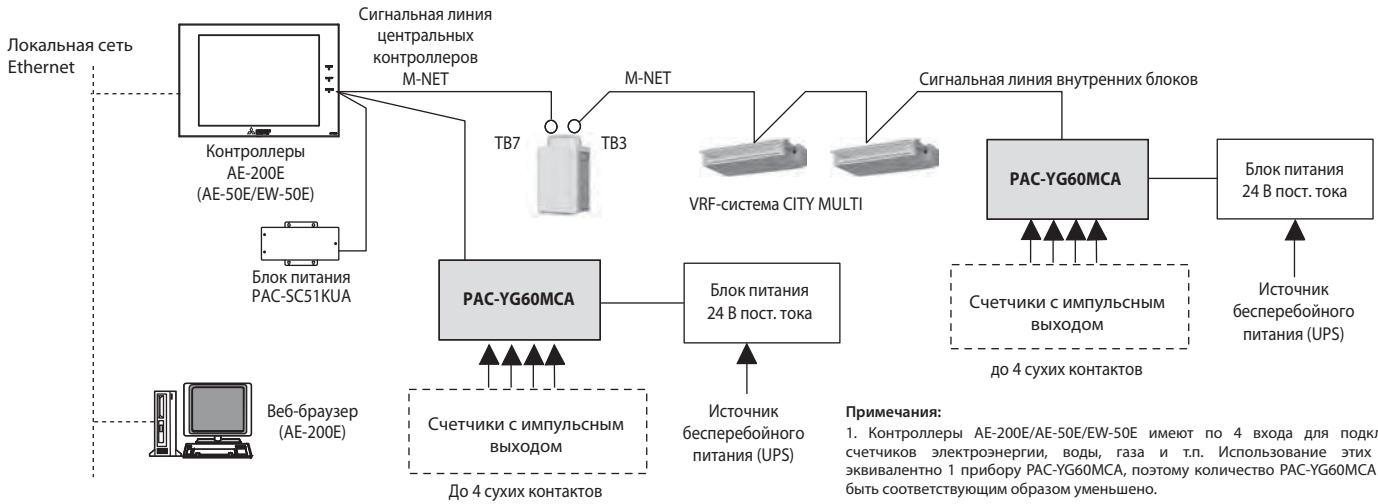 Локальная сеть
Ethernet
Сигнальная линия
центральных
контроллеров
M-NET
M-NET
Сигнальная линия внутренних блоков
TB7
TB3
Контроллеры
AE-200E
(AE-50E/EW-50E)
VRF-система CITY MULTI
PAC-YG60MCA
Блок питания
24 В пост. тока
Блок питания
PAC-SC51KUA
PAC-YG60MCA
Блок питания
24 В пост. тока
Счетчики с импульсным
выходом
Источник
бесперебойного
питания (UPS)
до 4 сухих контактов
Веб-браузер
(AE-200E)
Счетчики с импульсным
выходом
Источник
бесперебойного
питания (UPS)
До 4 сухих контактов
Примечания:
1. Контроллеры AE-200E/AE-50E/EW-50E имеют по 4 входа для подкл
счетчиков электроэнергии, воды, газа и т.п. Использование этих
эквивалентно 1 прибору PAC-YG60MCA, поэтому количество PAC-YG60MCA
быть соответствующим образом уменьшено.